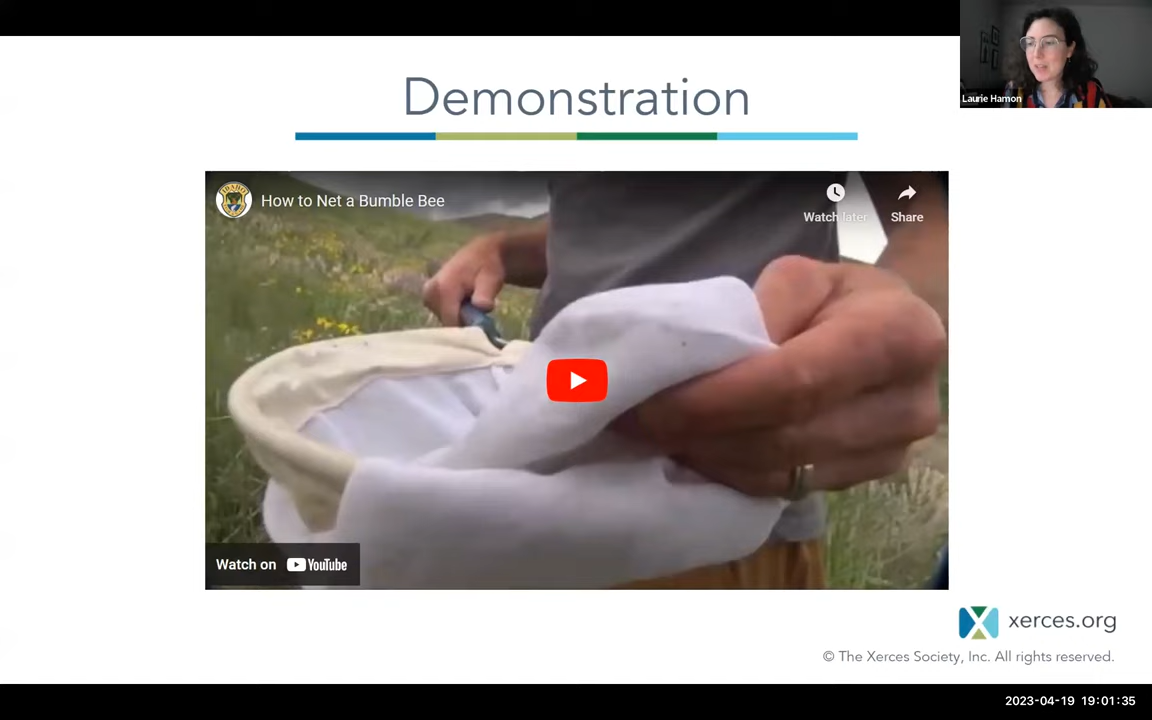 Demonstration
Laurie Hamon
How to Net a Bumble Bee
Watch later
Share
Watch on YouTube
xerces.org
© The Xerces Society, Inc. All rights reserved.
2023-04-19 19:01:35